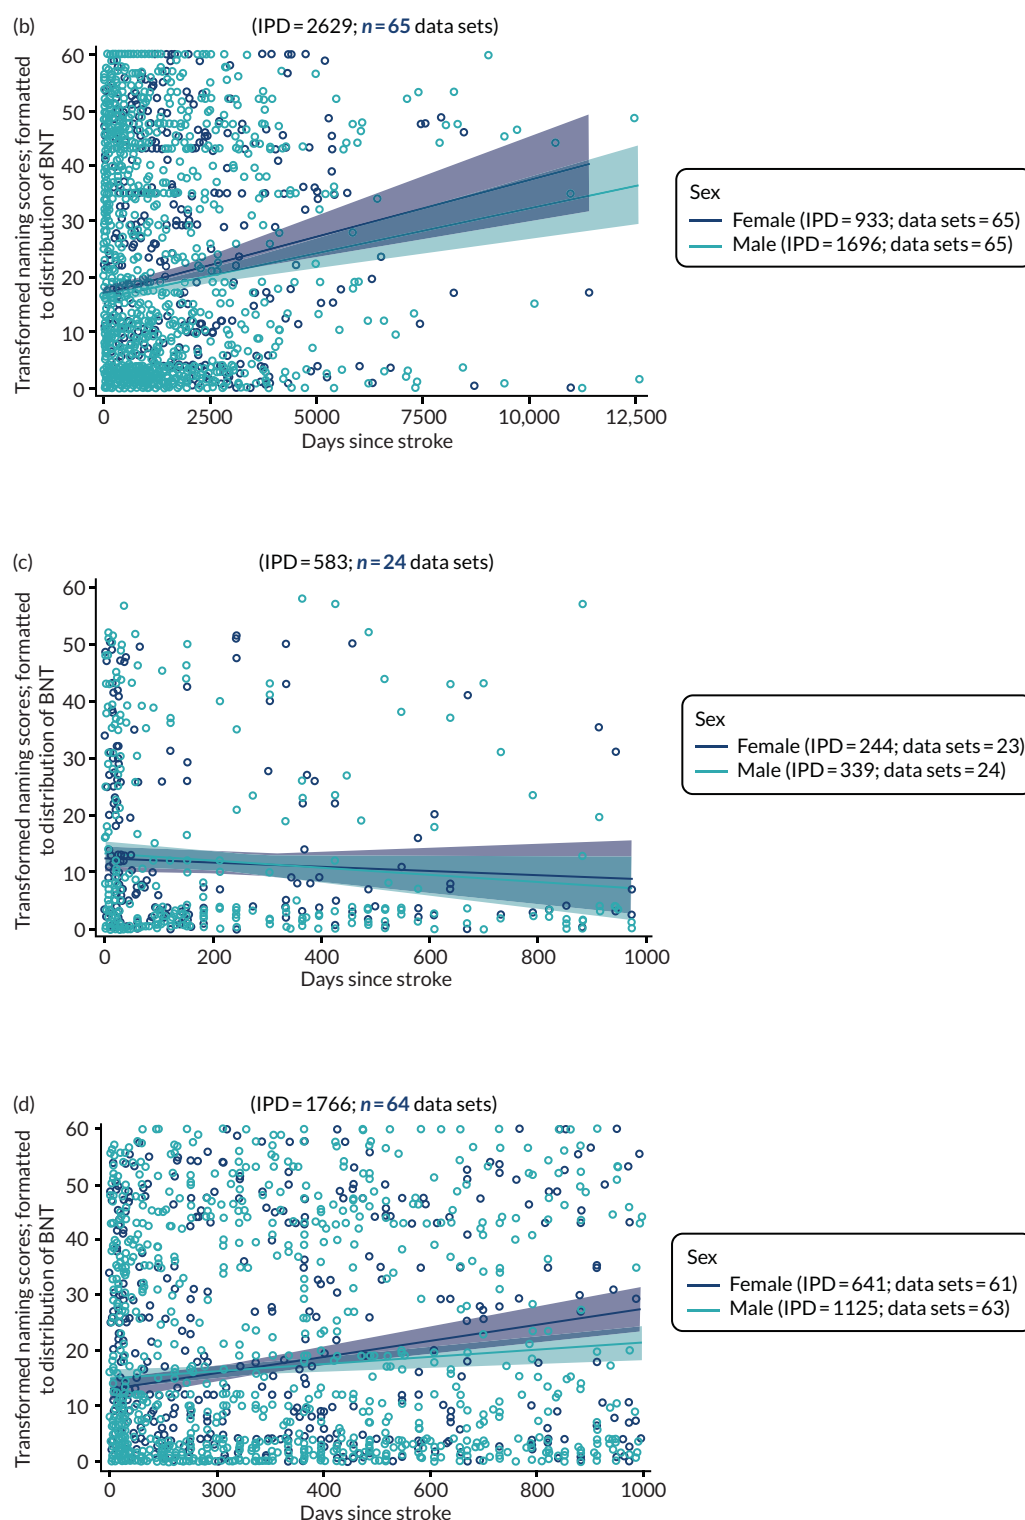 (b)
(IPD = 2629; n = 65 data sets)
Transformed naming scores; formatted
to distribution of BNT
60
50
40
30
20
10
0
0 2500 5000 7500 10,000 12,500
Days since stroke
Sex
Female (IPD = 933; data sets = 65)
Male (IPD = 1696; data sets = 65)
(c)
(IPD = 583; n = 24 data sets)
Transformed naming scores; formatted
to distribution of BNT
60
50
40
30
20
10
0
0 200 400 600 800 1000
Days since stroke
Sex
Female (IPD = 244; data sets = 23)
Male (IPD = 339; data sets = 24)
(d)
(IPD = 1766; n = 64 data sets)
Transformed naming scores; formatted
to distribution of BNT
60
50
40
30
20
10
0
0 300 400 600 800 1000
Days since stroke
Sex
Female (IPD = 641; data sets = 61)
Male (IPD = 1125; data sets = 63)